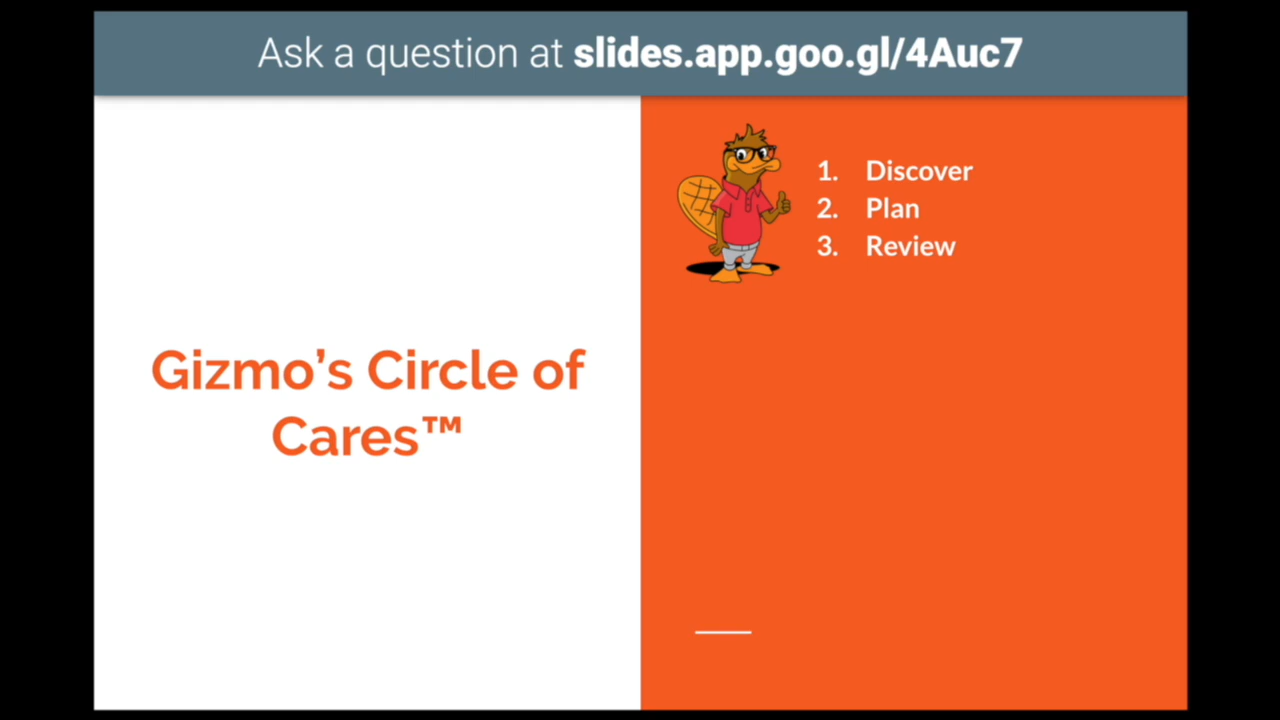 Ask a question at slides.app.goo.gl/4Auc7
Gizmo’s Circle of
Cares™
1. Discover
2. Plan
3. Review